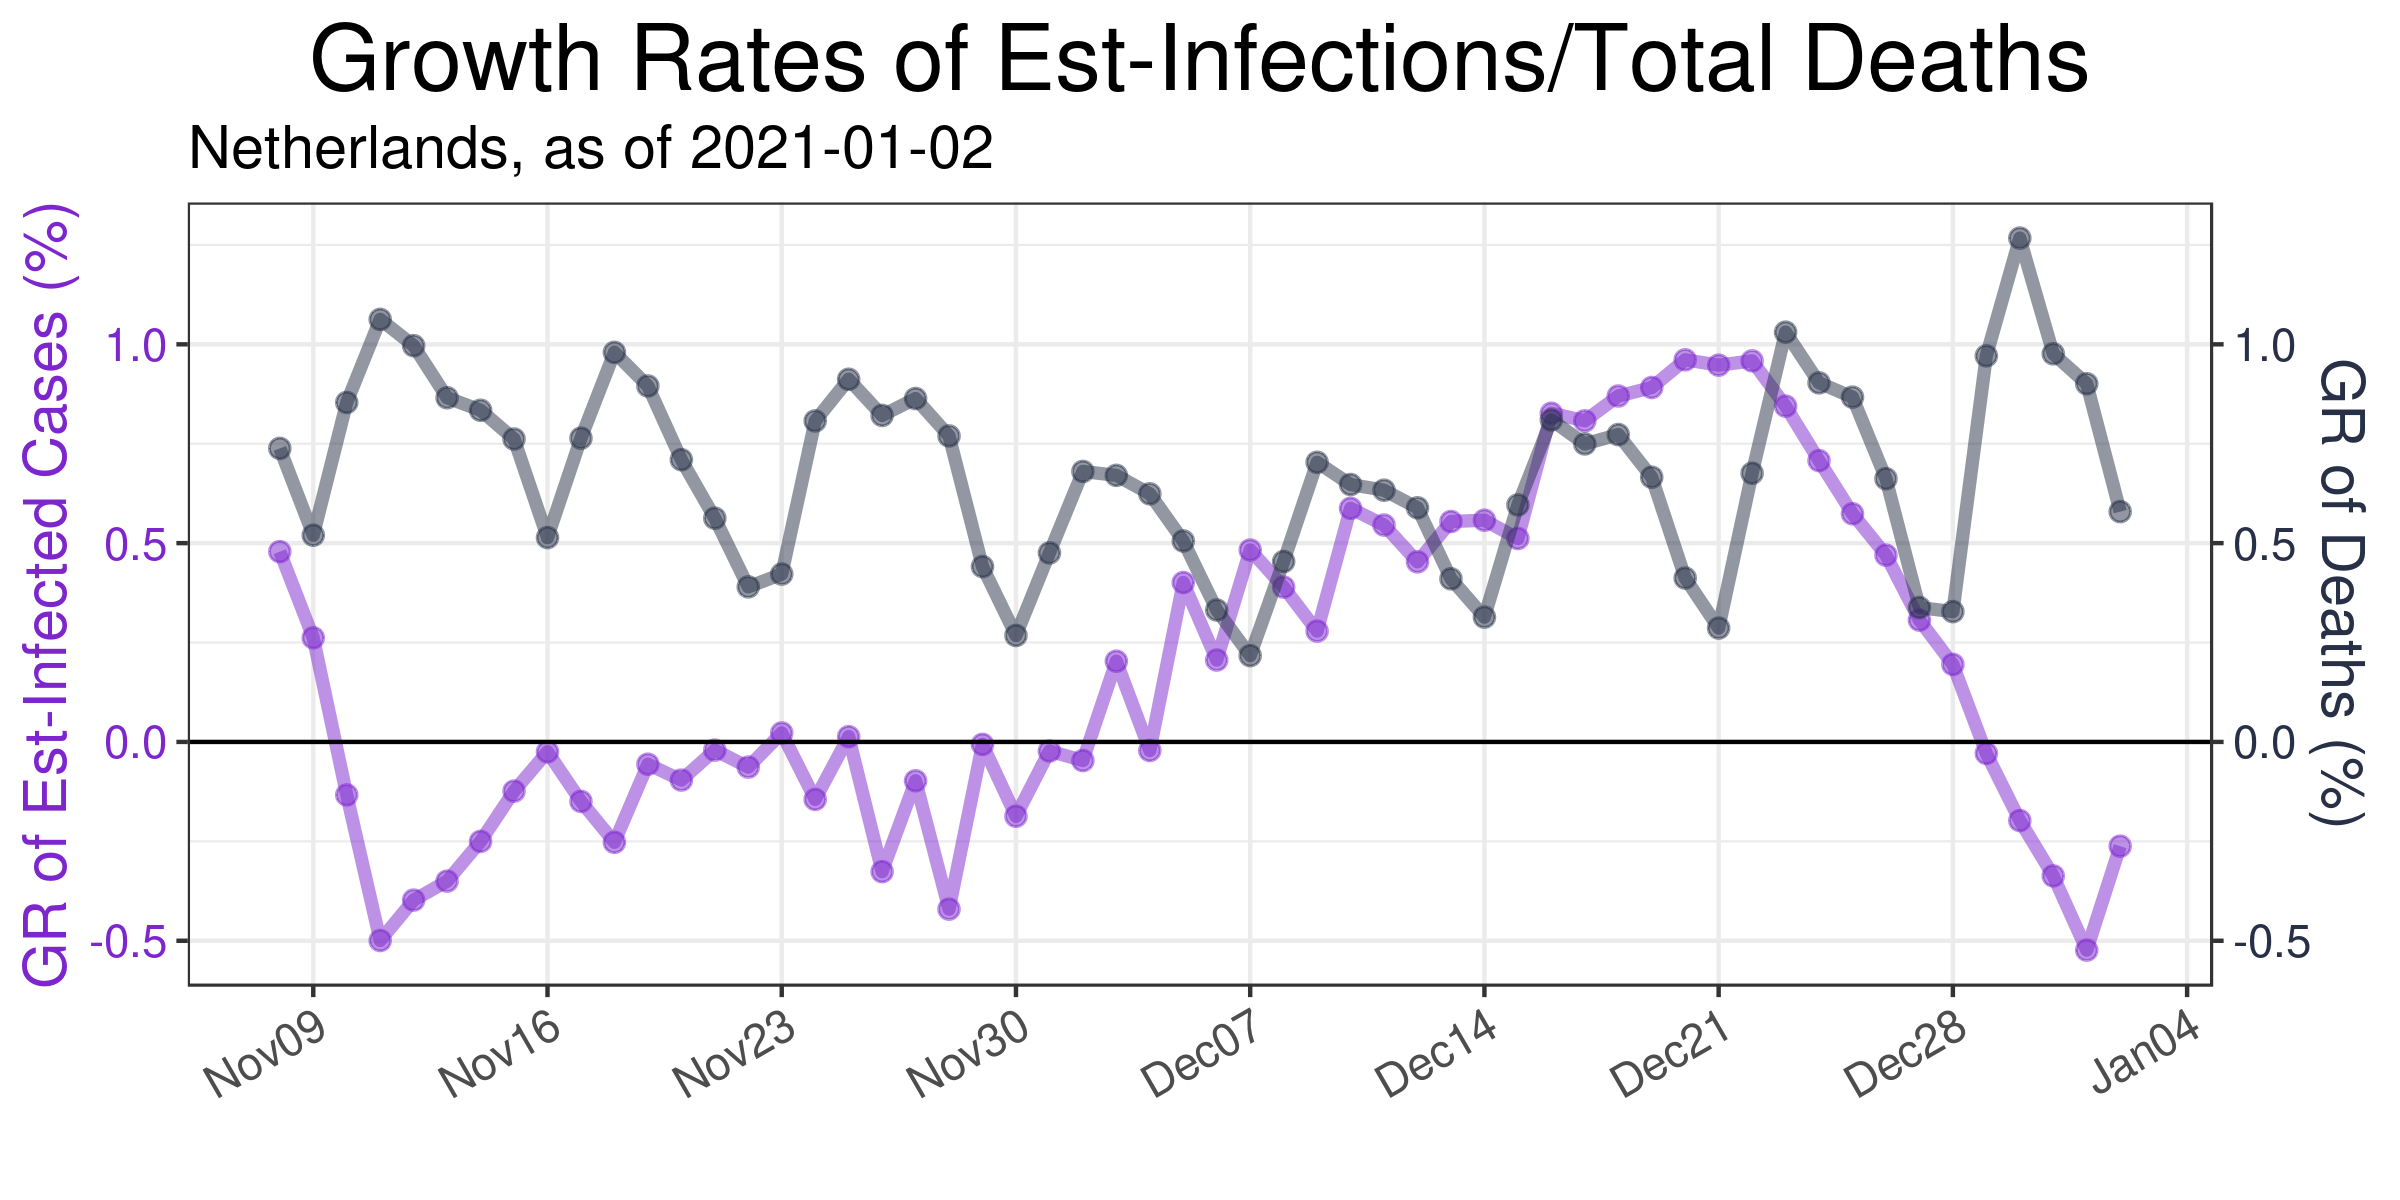 Growth Rates of Est-Infections/Total Deaths
Netherlands, as of 2021-01-02
GR of Est-Infected Cases (%)
1.0
0.5
0.0
-0.5
1.0
0.5
0.0
-0.5
GR of Deaths (%)
Nov09
Nov16
Nov23
Nov30
Dec07
Dec14
Dec21
Dec28
Jan04